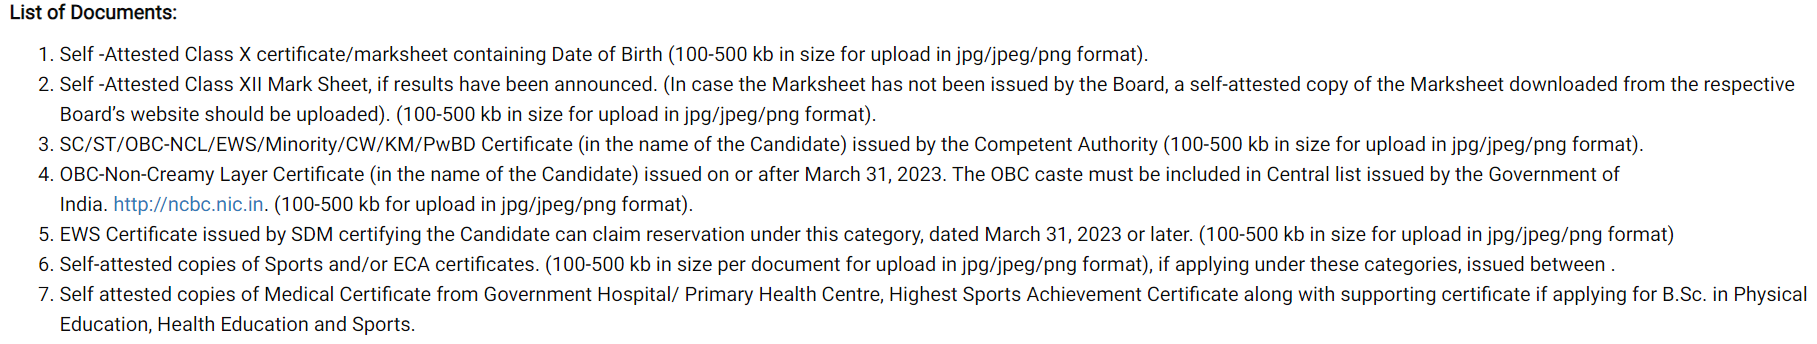 List of Documents:
1. Self -Attested Class X certificate/marksheet containing Date of Birth (100-500 kb in size for upload in jpg/jpeg/png format).
2. Self -Attested Class XII Mark Sheet, if results have been announced. (In case the Marksheet has not been issued by the Board, a self-attested copy of the Marksheet downloaded from the respective
Board's website should be uploaded). (100-500 kb in size for upload in jpg/jpeg/png format).
3. SC/ST/OBC-NCL/EWS/Minority/CW/KM/PwBD Certificate (in the name of the Candidate) issued by the Competent Authority (100-500 kb in size for upload in jpg/jpeg/png format).
4. OBC-Non-Creamy Layer Certificate (in the name of the Candidate) issued on or after March 31, 2023. The OBC caste must be included in Central list issued by the Government of
India. http://ncbc.nic.in. (100-500 kb for upload in jpg/jpeg/png format).
5. EWS Certificate issued by SDM certifying the Candidate can claim reservation under this category, dated March 31, 2023 or later. (100-500 kb in size for upload in jpg/jpeg/png format)
6. Self-attested copies of Sports and/or ECA certificates. (100-500 kb in size per document for upload in jpg/jpeg/png format), if applying under these categories, issued between .
7. Self attested copies of Medical Certificate from Government Hospital/ Primary Health Centre, Highest Sports Achievement Certificate along with supporting certificate if applying for B.Sc. in Physical
Education, Health Education and Sports.